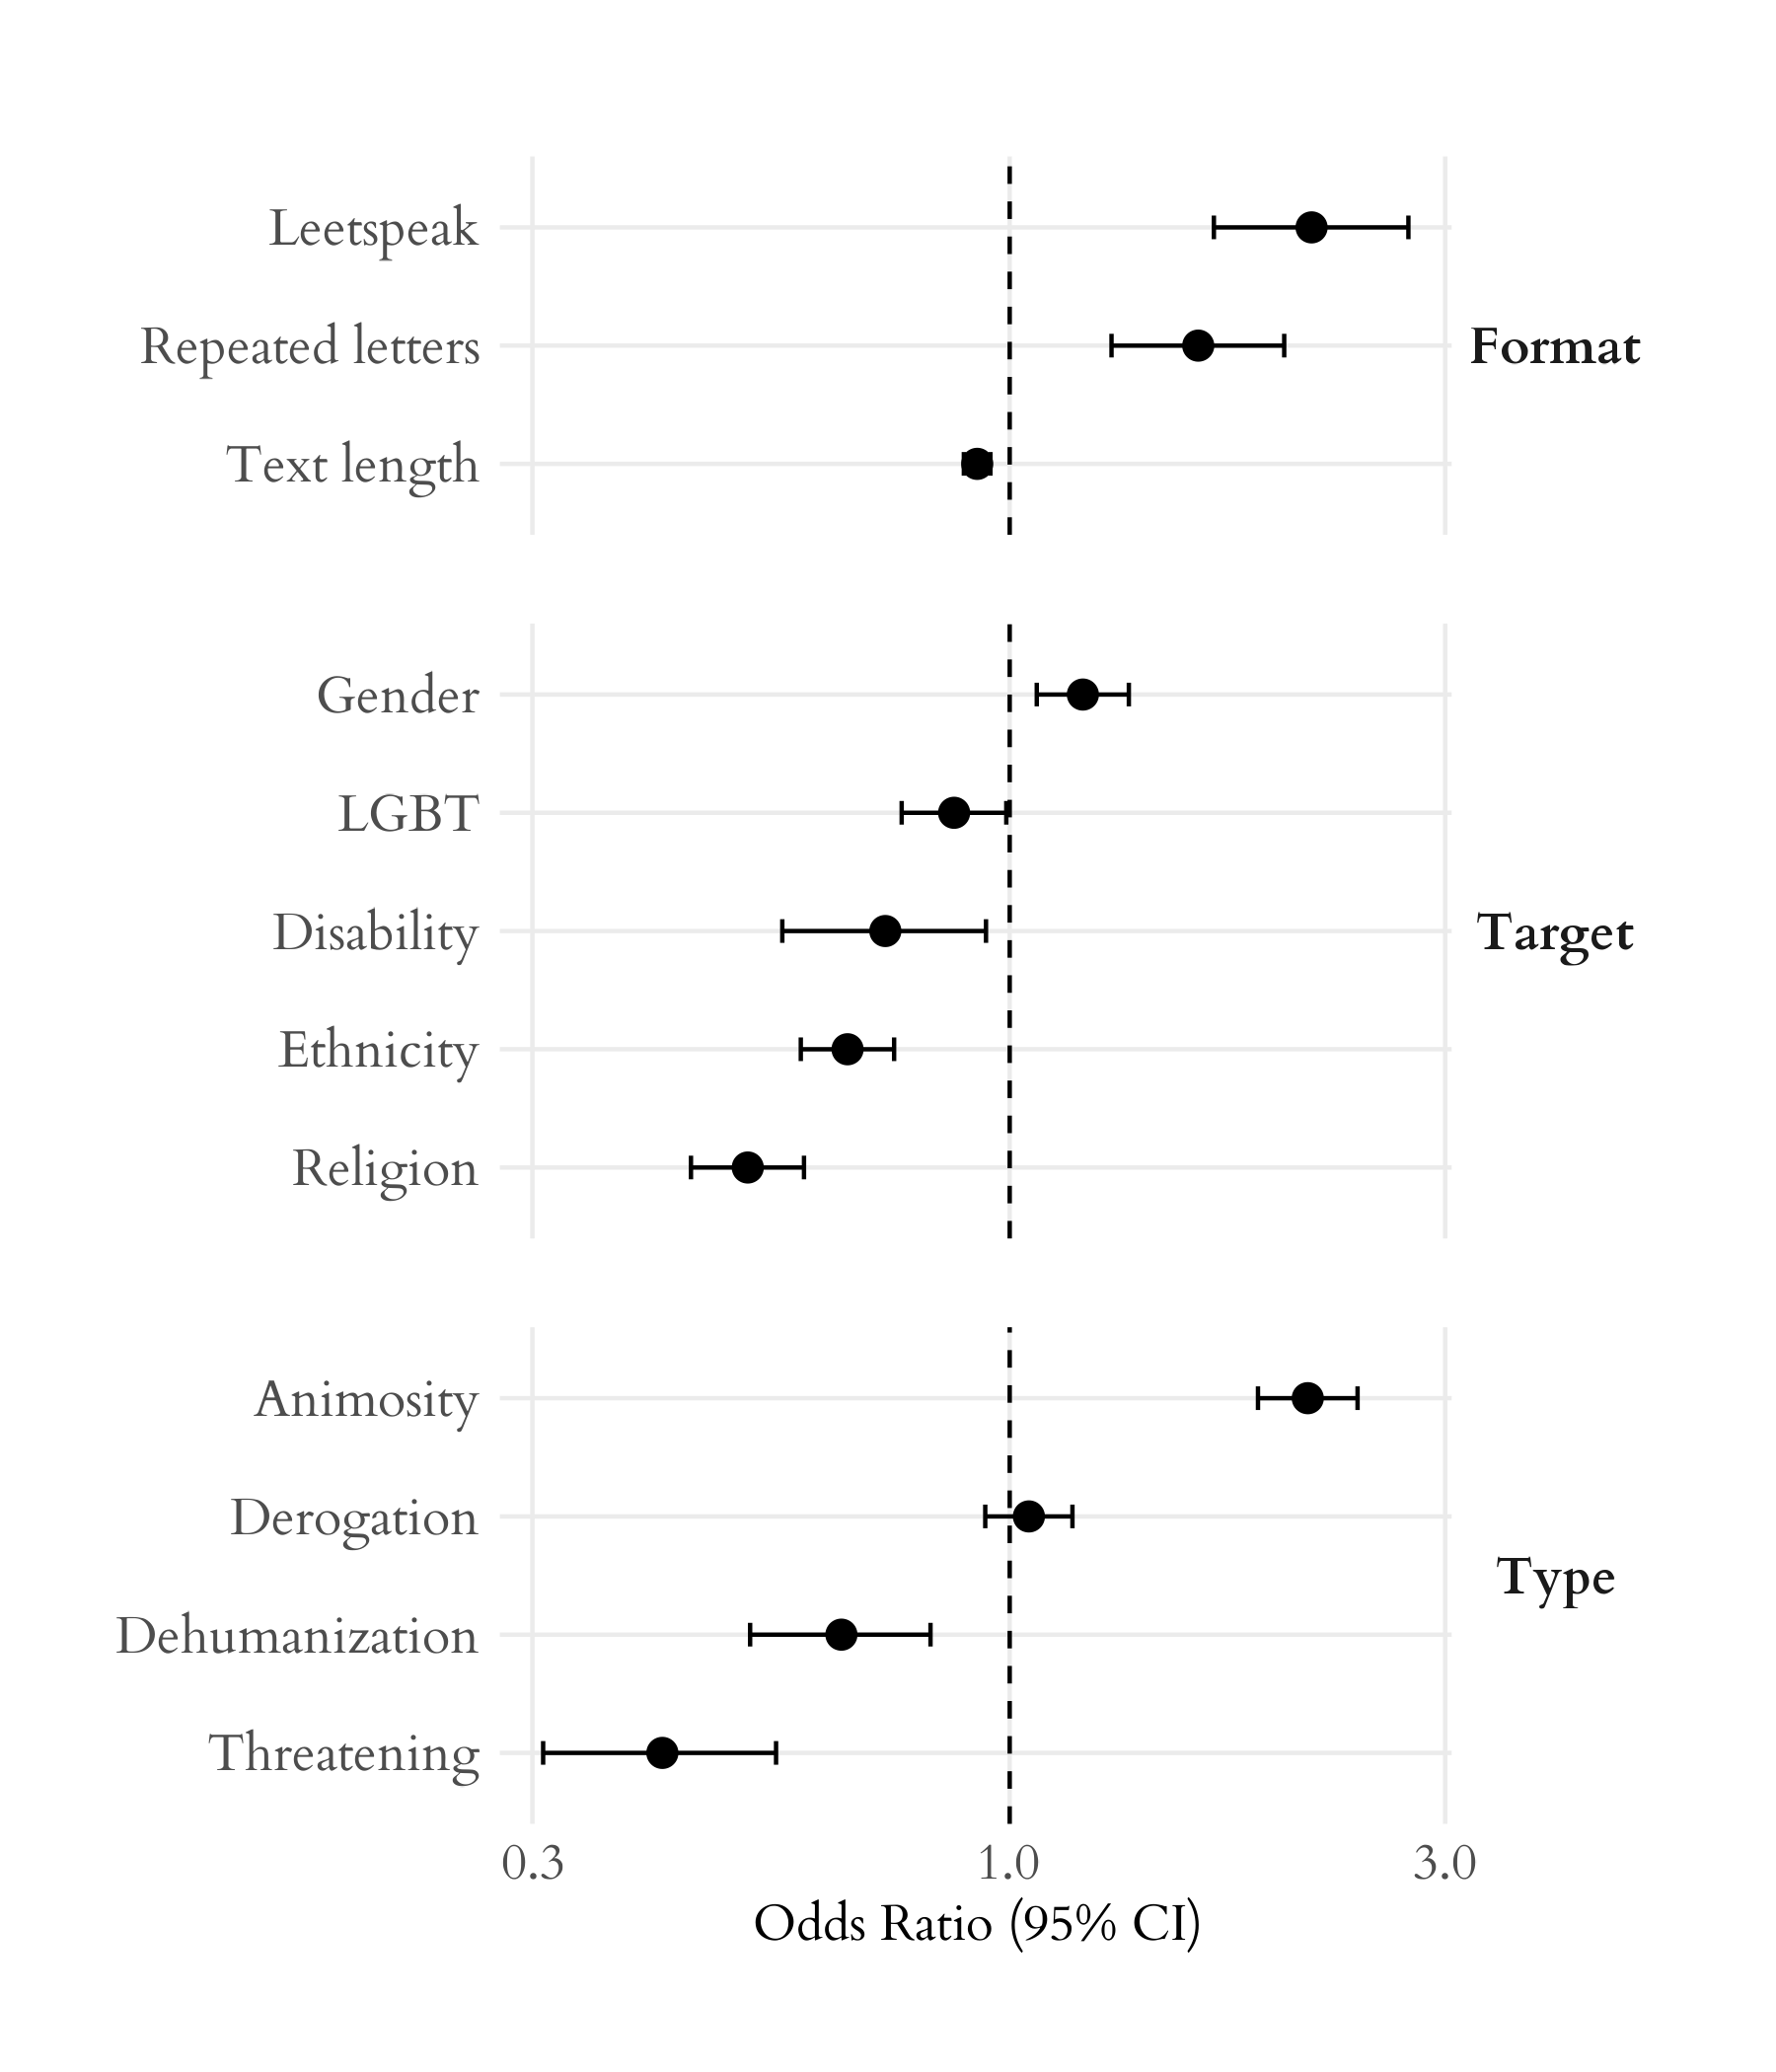 Leetspeak
Repeated letters
Text length
Format
Gender
LGBT
Disability
Ethnicity
Religion
Target
Animosity
Derogation
Dehumanization
Threatening
Type
0.3 1.0 3.0
Odds Ratio (95% CI)